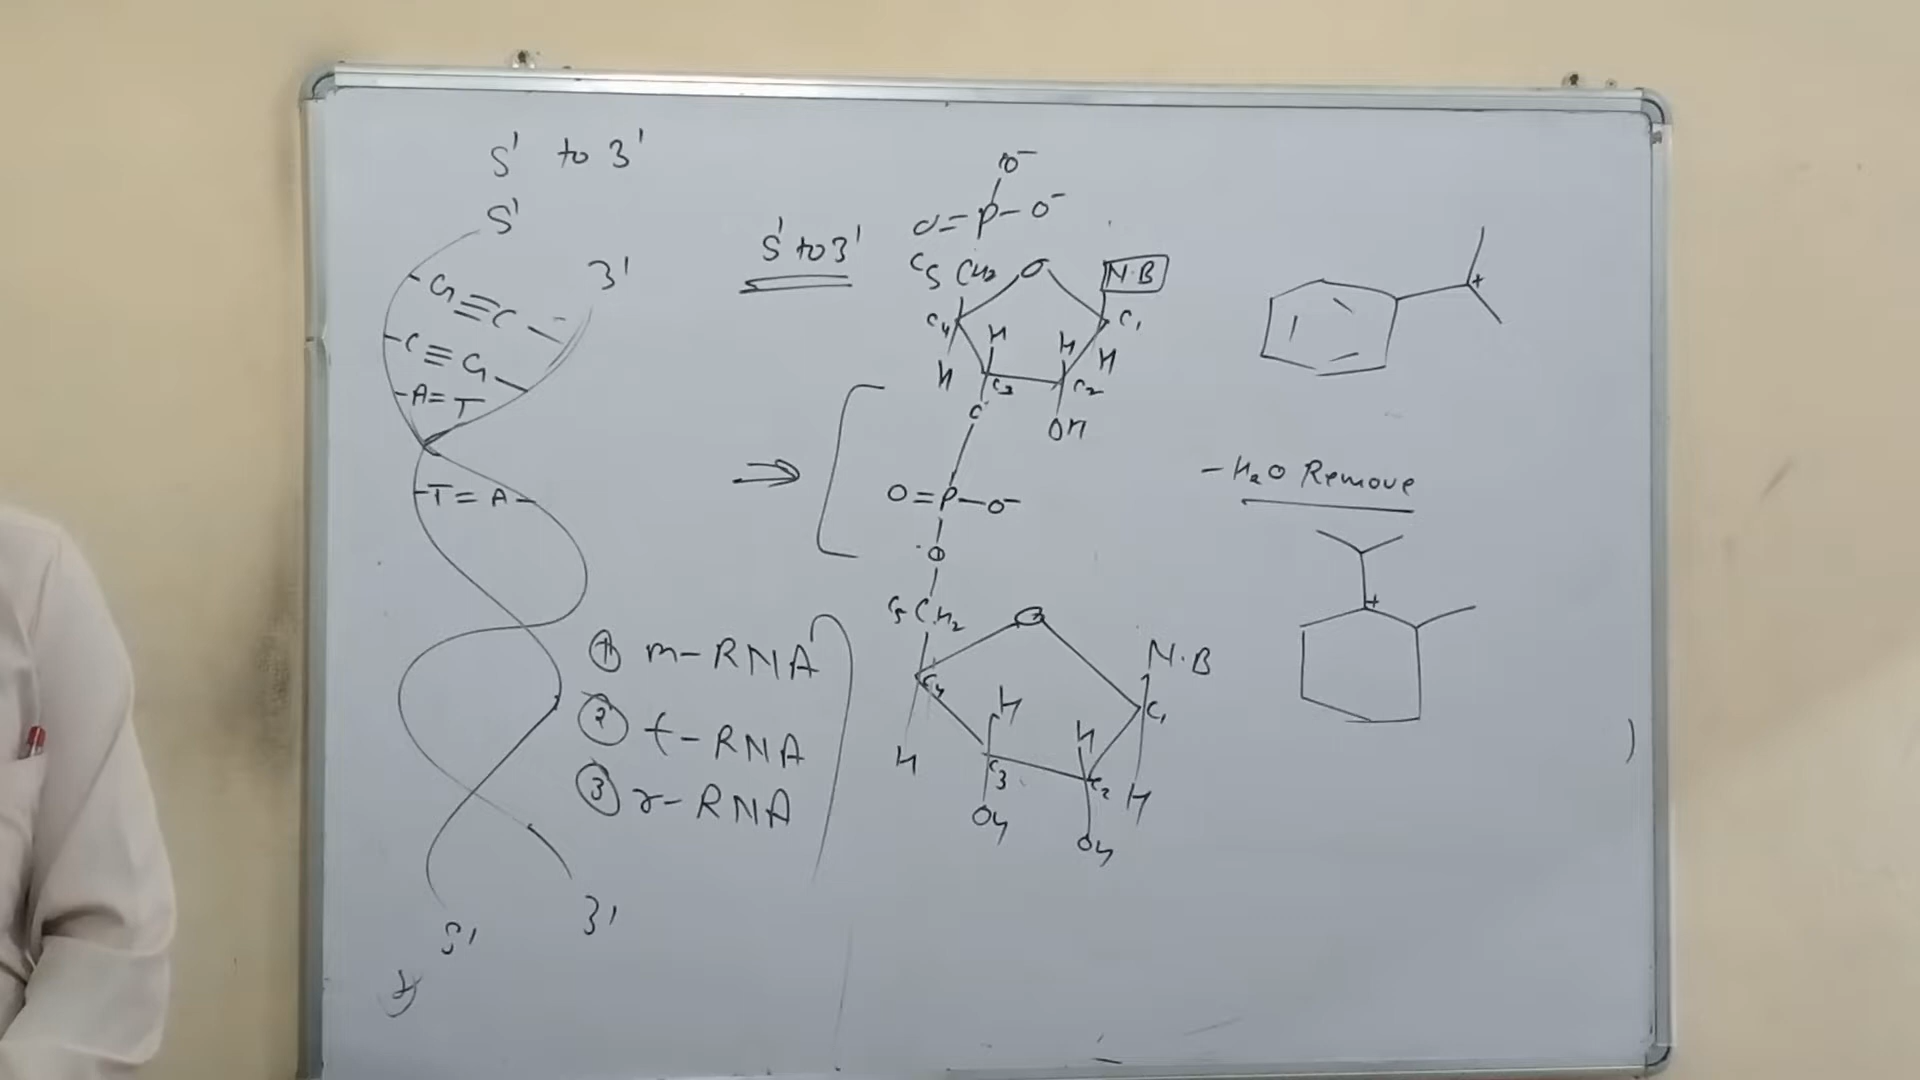 5' to 3'
5'
3'
-G≡C-
-C≡G-
-A=T
-T=A-
5'
3'
① m-RNA
② t-RNA
③ r-RNA
5' to 3'
O⁻
O=P-O⁻
C5 CH2 O N.B
C4 H H C1
H C3 C2 H
OH
⇒
O=P-O⁻
O
C5 CH2 O
N.B
C4 H H C1
H C3 C2 H
OH
OH
+
-H2O Remove
+